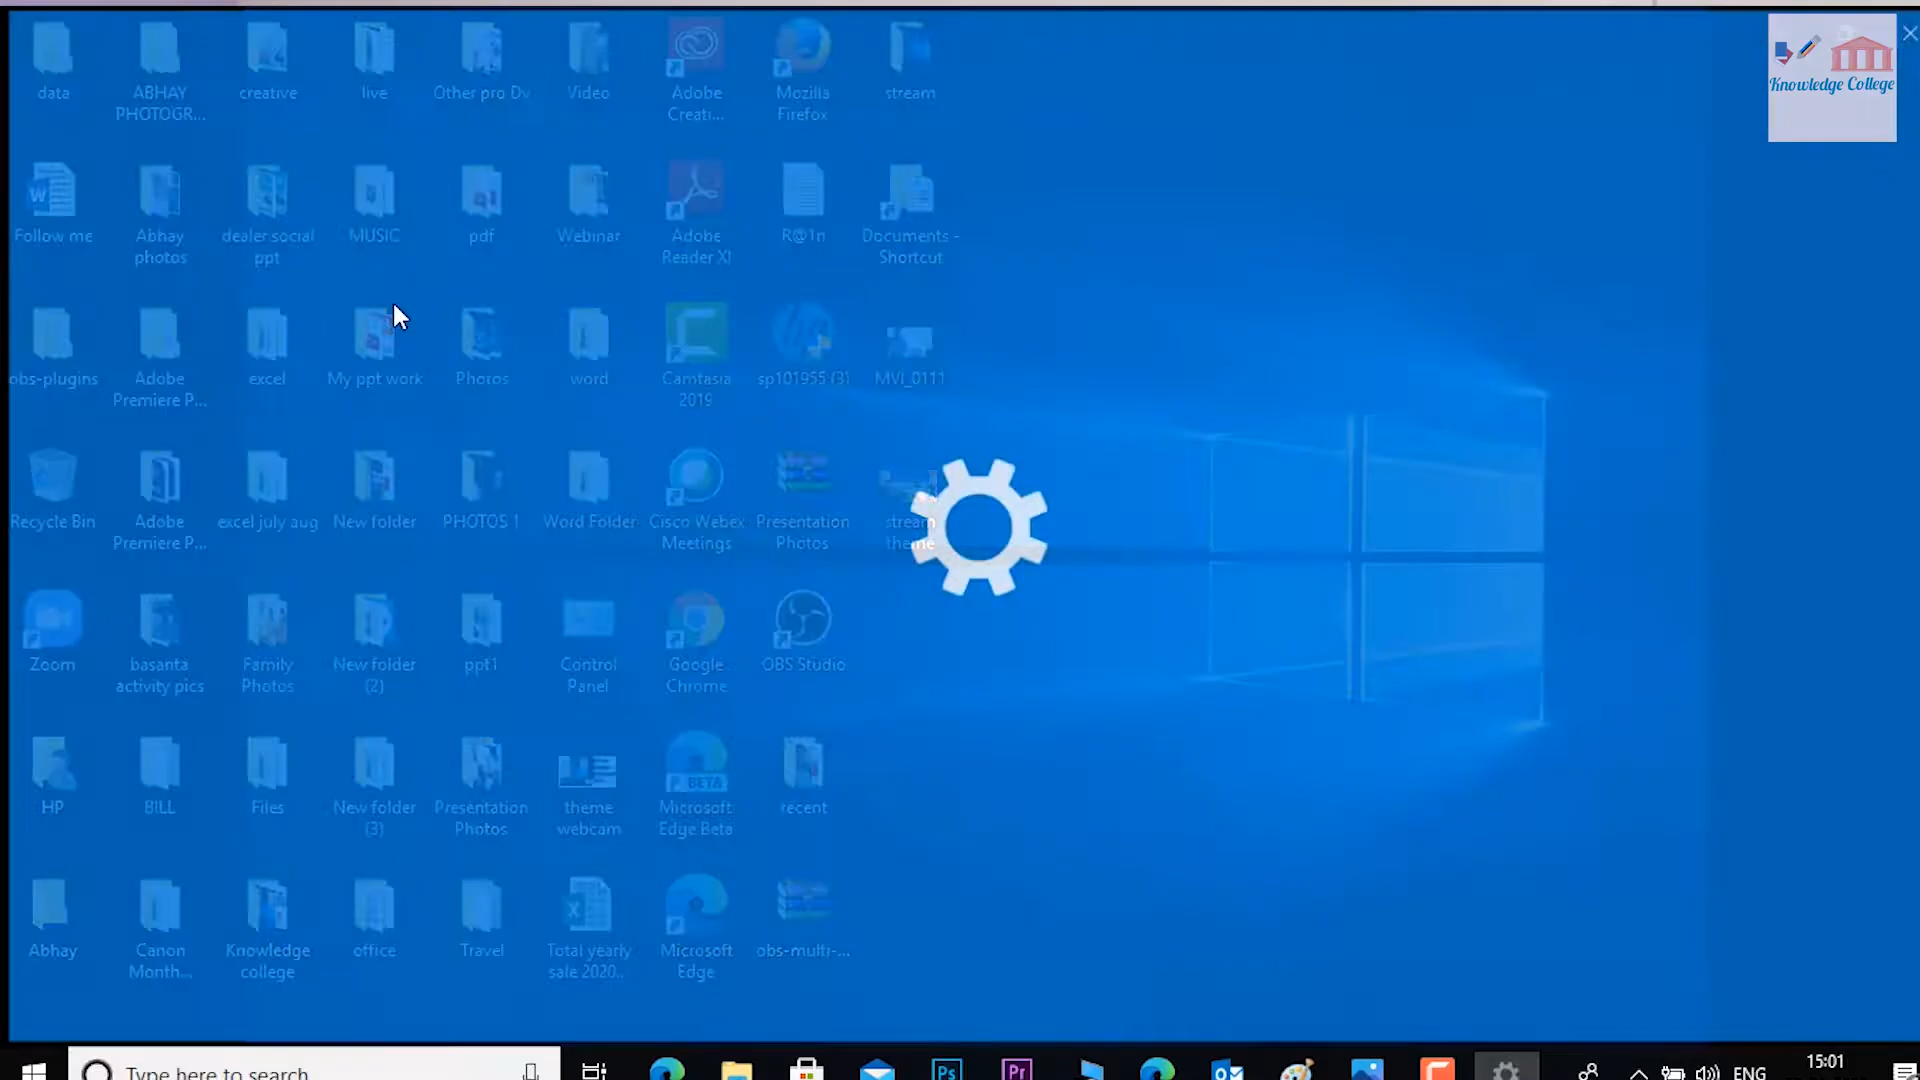 Knowledge College
data
ABHAY
PHOTOGR...
creative
live
Other pro Dv
Video
Adobe
Creati...
Mozilla
Firefox
stream
Follow me
Abhay
photos
dealer social
ppt
MUSIC
pdf
Webinar
Adobe
Reader XI
R@1n
Documents -
Shortcut
obs-plugins
Adobe
Premiere P...
excel
My ppt work
Photos
word
Camtasia
2019
sp101955 (3)
MVI_0111
Recycle Bin
Adobe
Premiere P...
excel july aug
New folder
PHOTOS 1
Word Folder
Cisco Webex
Meetings
Presentation
Photos
stream
theme
Zoom
basanta
activity pics
Family
Photos
New folder
(2)
ppt1
Control
Panel
Google
Chrome
OBS Studio
HP
BILL
Files
New folder
(3)
Presentation
Photos
theme
webcam
BETA
Microsoft
Edge Beta
recent
Abhay
Canon
Month...
Knowledge
college
office
Travel
Total yearly
sale 2020...
Microsoft
Edge
obs-multi-...
Type here to search
Ps
Pr
ENG
15:01